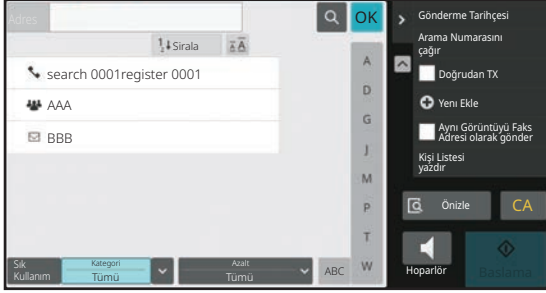 Adres
OK
Sırala
search 0001register 0001
AAA
BBB
A
D
G
J
M
P
T
W
Sık
Kullanım
Kategori
Tümü
Azalt
Tümü
ABC
Gönderme Tarihçesi
Arama Numarasını
çağır
Doğrudan TX
Yeni Ekle
Aynı Görüntüyü Faks
Adresi olarak gönder
Kişi Listesi
yazdır
Önizle
CA
Hoparlör
Başlama